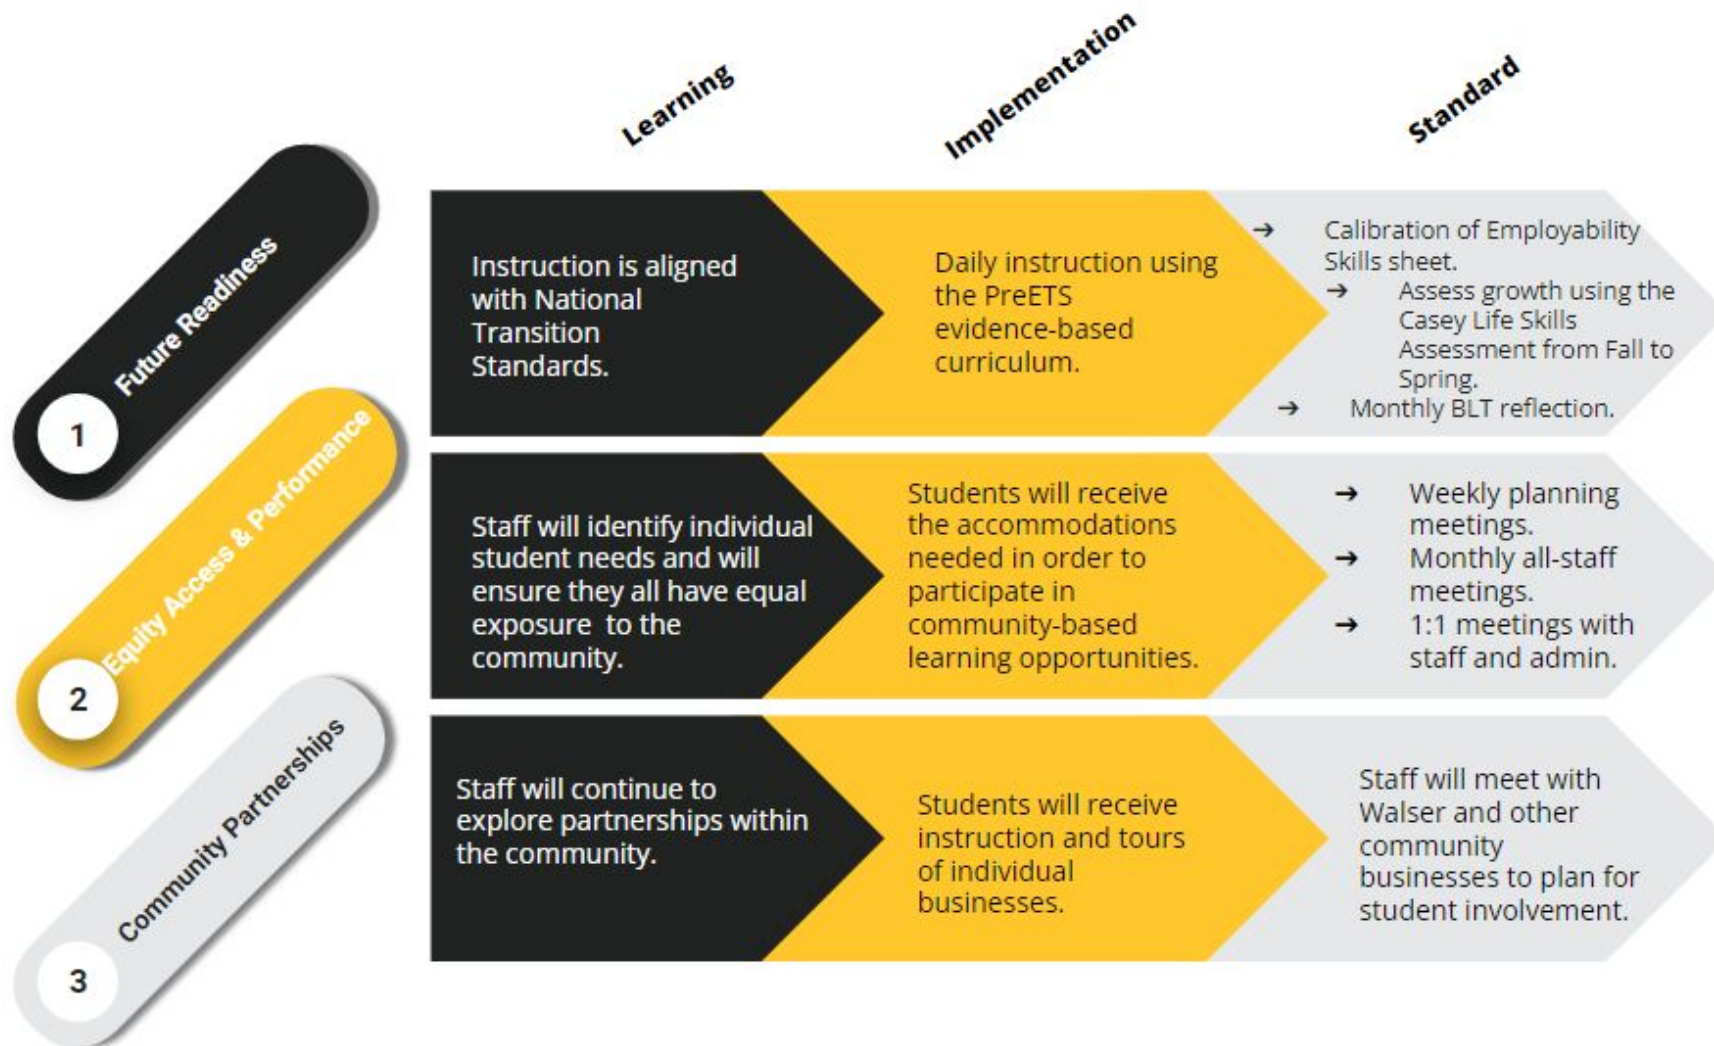 Learning
Implementation
Standard
Future Readiness
1
Instruction is aligned
with National
Transition
Standards.
Daily instruction using
the PreETS
evidence-based
curriculum.
➔ Calibration of Employability
Skills sheet.
➔ Assess growth using the
Casey Life Skills
Assessment from Fall to
Spring.
➔ Monthly BLT reflection.
Equity Access & Performance
2
Staff will identify individual
student needs and will
ensure they all have equal
exposure to the
community.
Students will receive
the accommodations
needed in order to
participate in
community-based
learning opportunities.
➔ Weekly planning
meetings.
➔ Monthly all-staff
meetings.
➔ 1:1 meetings with
staff and admin.
Community Partnerships
3
Staff will continue to
explore partnerships within
the community.
Students will receive
instruction and tours
of individual
businesses.
Staff will meet with
Walser and other
community
businesses to plan for
student involvement.